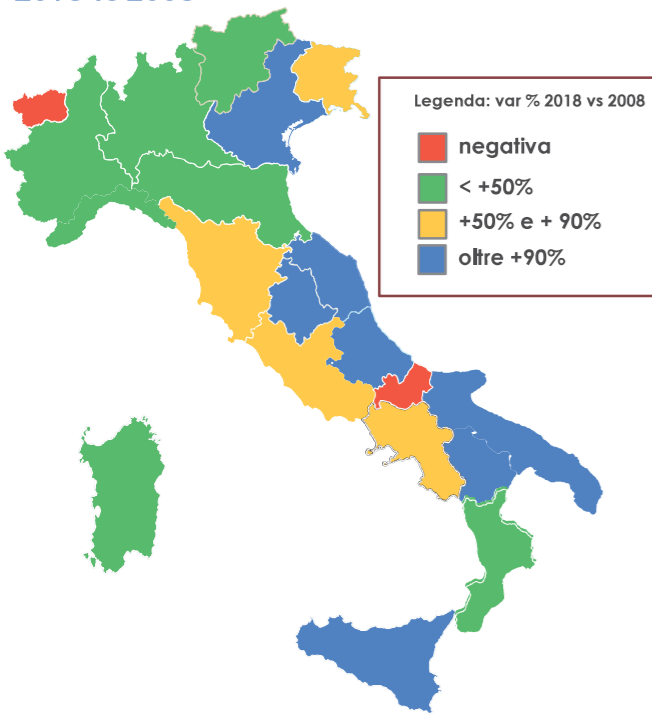 Legenda: var % 2018 vs 2008
negativa
< +50%
+50% e + 90%
oltre +90%